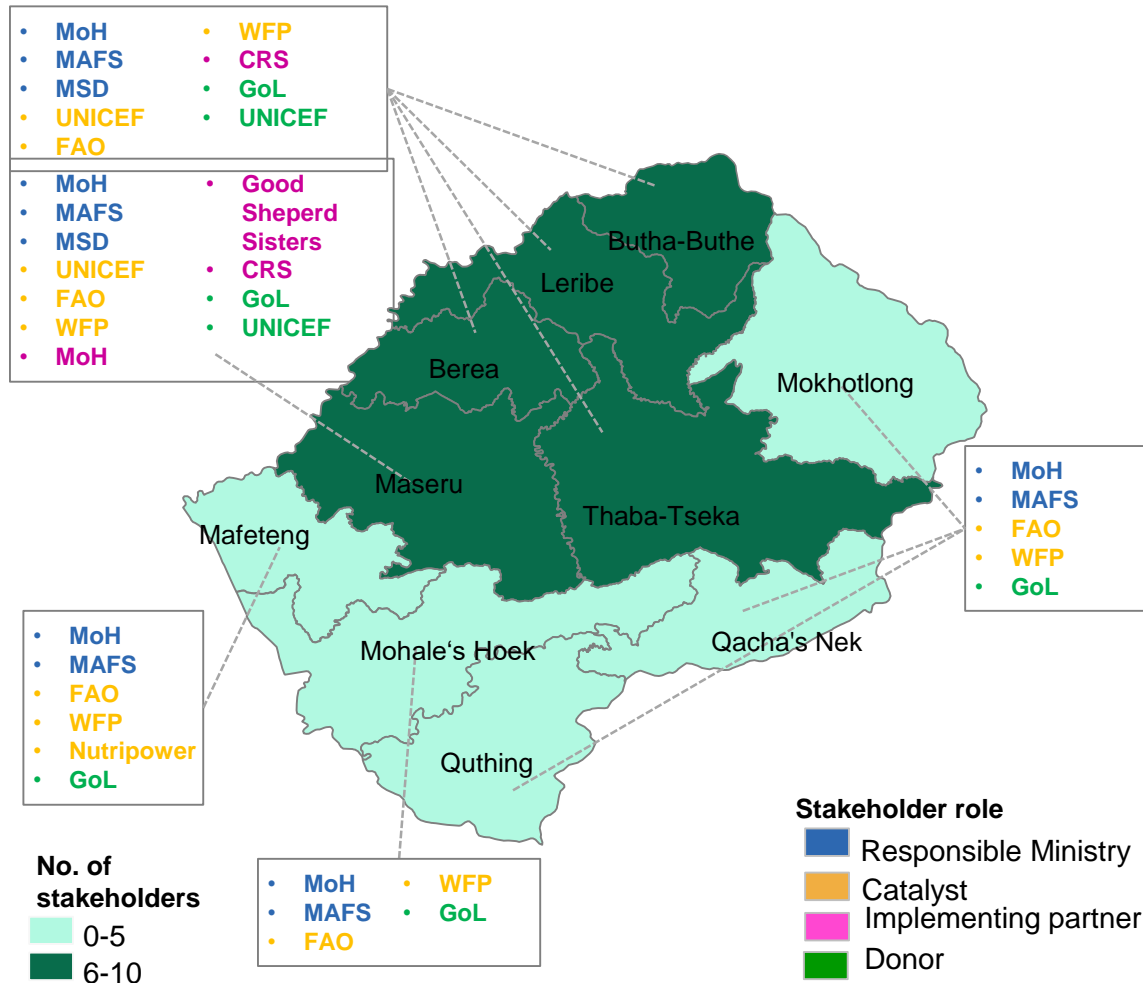 • MoH
• MAFS
• MSD
• UNICEF
• FAO
• WFP
• CRS
• GoL
• UNICEF
• MoH
• MAFS
• MSD
• UNICEF
• FAO
• WFP
• MoH
• Good
Sheperd
Sisters
• CRS
• GoL
• UNICEF
Butha-Buthe
Leribe
Berea
Mokhotlong
Maseru
Thaba-Tseka
Mafeteng
Mohale‘s Hoek
Qacha's Nek
Quthing
• MoH
• MAFS
• FAO
• WFP
• GoL
• MoH
• MAFS
• FAO
• WFP
• Nutripower
• GoL
• MoH
• MAFS
• FAO
• WFP
• GoL
No. of
stakeholders
0-5
6-10
Stakeholder role
Responsible Ministry
Catalyst
Implementing partner
Donor